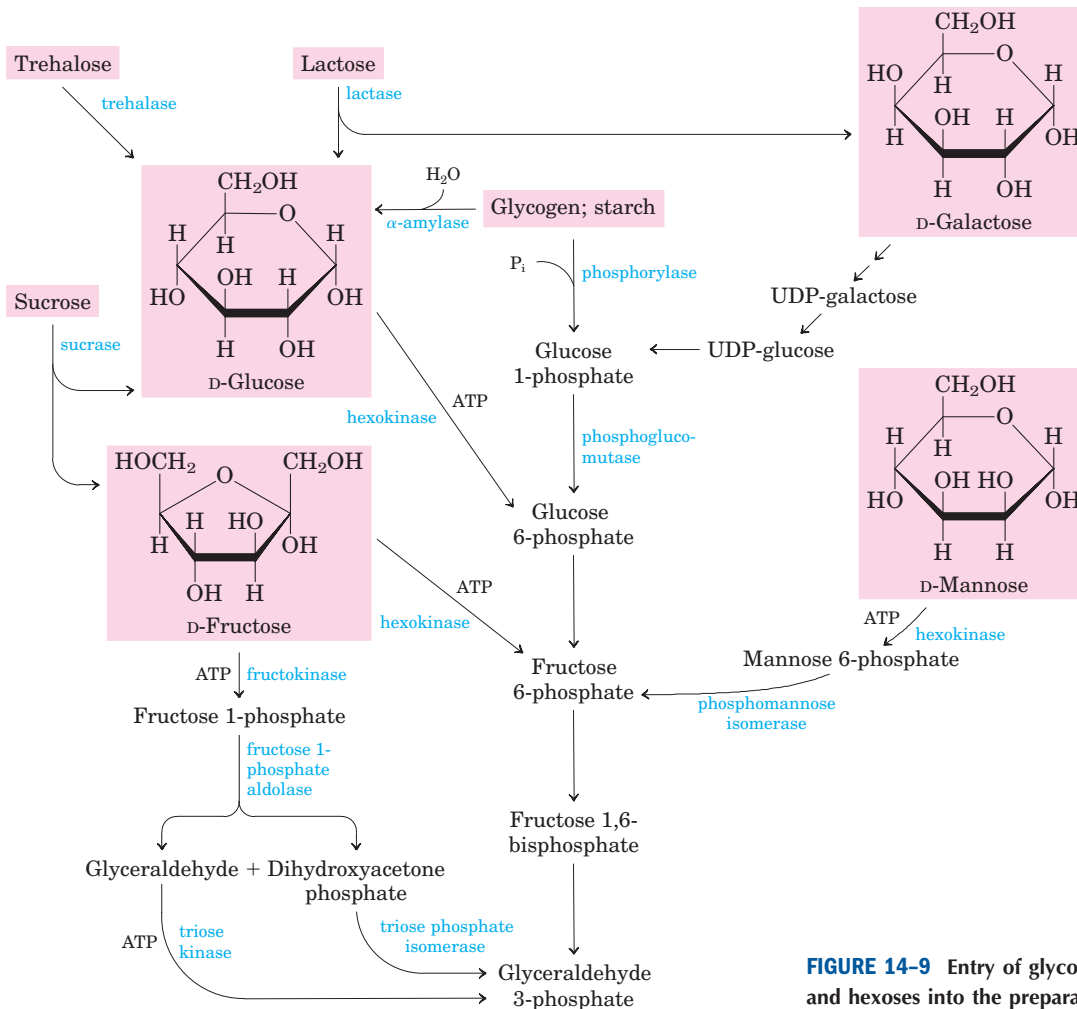 Trehalose
trehalase
Lactose
lactase
CH₂OH
O
HO
H
H
OH
H
H
OH
H
OH
D-Galactose
CH₂OH
O
H
H
H
OH
H
HO
OH
H
OH
D-Glucose
H₂O
α-amylase
Glycogen; starch
Pᵢ
phosphorylase
UDP-galactose
UDP-glucose
Glucose
1-phosphate
Sucrose
sucrase
hexokinase
ATP
phosphogluco-
mutase
Glucose
6-phosphate
CH₂OH
O
H
H
H
OH
HO
HO
OH
H
H
D-Mannose
ATP
hexokinase
Mannose 6-phosphate
phosphomannose
isomerase
HOCH₂
O
CH₂OH
H
HO
H
OH
OH
H
D-Fructose
ATP
hexokinase
Fructose
6-phosphate
ATP
fructokinase
Fructose 1-phosphate
fructose 1-
phosphate
aldolase
Fructose 1,6-
bisphosphate
Glyceraldehyde + Dihydroxyacetone
phosphate
ATP
triose
kinase
triose phosphate
isomerase
Glyceraldehyde
3-phosphate
FIGURE 14–9 Entry of glyco
and hexoses into the prepara